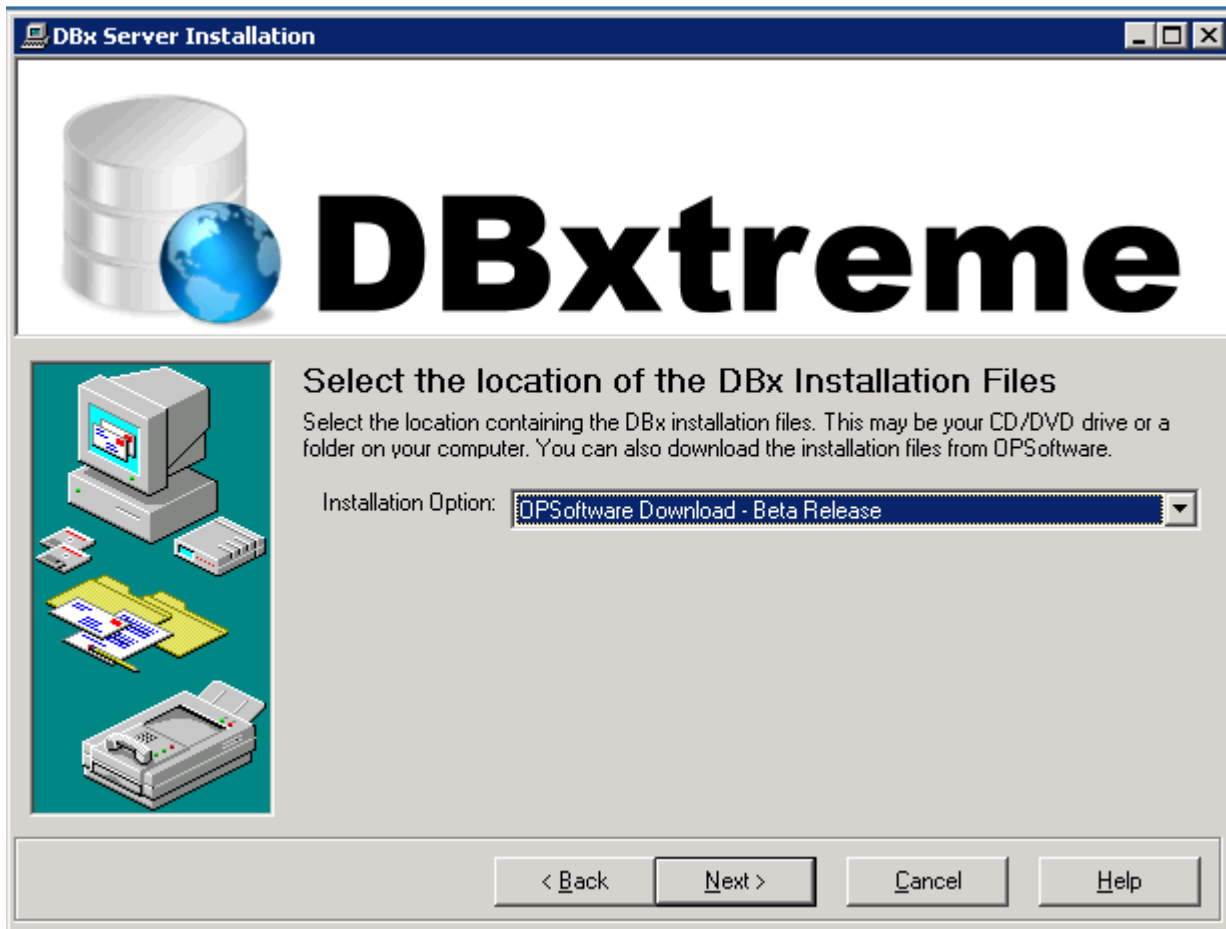 DBx Server Installation
DBxtreme
Select the location of the DBx Installation Files
Select the location containing the DBx installation files. This may be your CD/DVD drive or a
folder on your computer. You can also download the installation files from OPSoftware.
Installation Option: OPSoftware Download - Beta Release
< Back Next > Cancel Help